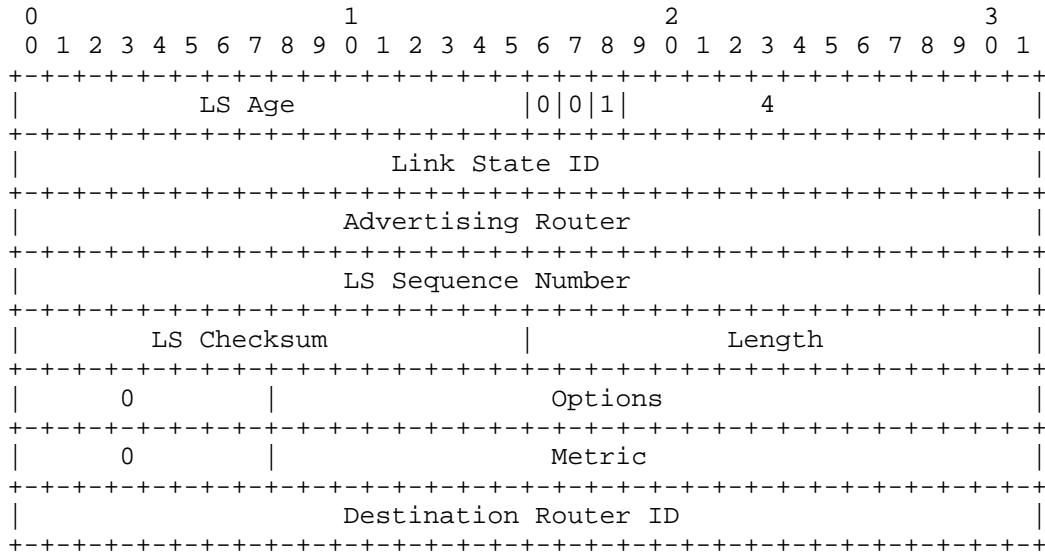 0                   1                   2                   3
 0 1 2 3 4 5 6 7 8 9 0 1 2 3 4 5 6 7 8 9 0 1 2 3 4 5 6 7 8 9 0 1
+-+-+-+-+-+-+-+-+-+-+-+-+-+-+-+-+-+-+-+-+-+-+-+-+-+-+-+-+-+-+-+-+
|           LS Age              |0|0|1|         4               |
+-+-+-+-+-+-+-+-+-+-+-+-+-+-+-+-+-+-+-+-+-+-+-+-+-+-+-+-+-+-+-+-+
|                       Link State ID                           |
+-+-+-+-+-+-+-+-+-+-+-+-+-+-+-+-+-+-+-+-+-+-+-+-+-+-+-+-+-+-+-+-+
|                    Advertising Router                         |
+-+-+-+-+-+-+-+-+-+-+-+-+-+-+-+-+-+-+-+-+-+-+-+-+-+-+-+-+-+-+-+-+
|                    LS Sequence Number                         |
+-+-+-+-+-+-+-+-+-+-+-+-+-+-+-+-+-+-+-+-+-+-+-+-+-+-+-+-+-+-+-+-+
|        LS Checksum            |            Length             |
+-+-+-+-+-+-+-+-+-+-+-+-+-+-+-+-+-+-+-+-+-+-+-+-+-+-+-+-+-+-+-+-+
|      0        |                 Options                       |
+-+-+-+-+-+-+-+-+-+-+-+-+-+-+-+-+-+-+-+-+-+-+-+-+-+-+-+-+-+-+-+-+
|      0        |                 Metric                        |
+-+-+-+-+-+-+-+-+-+-+-+-+-+-+-+-+-+-+-+-+-+-+-+-+-+-+-+-+-+-+-+-+
|                    Destination Router ID                      |
+-+-+-+-+-+-+-+-+-+-+-+-+-+-+-+-+-+-+-+-+-+-+-+-+-+-+-+-+-+-+-+-+